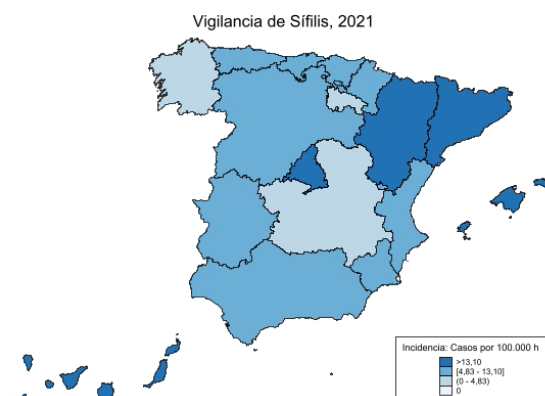 Vigilancia de Sífilis, 2021
Incidencia: Casos por 100.000 h
>13,10
[4,83 - 13,10]
(0 - 4,83)
0